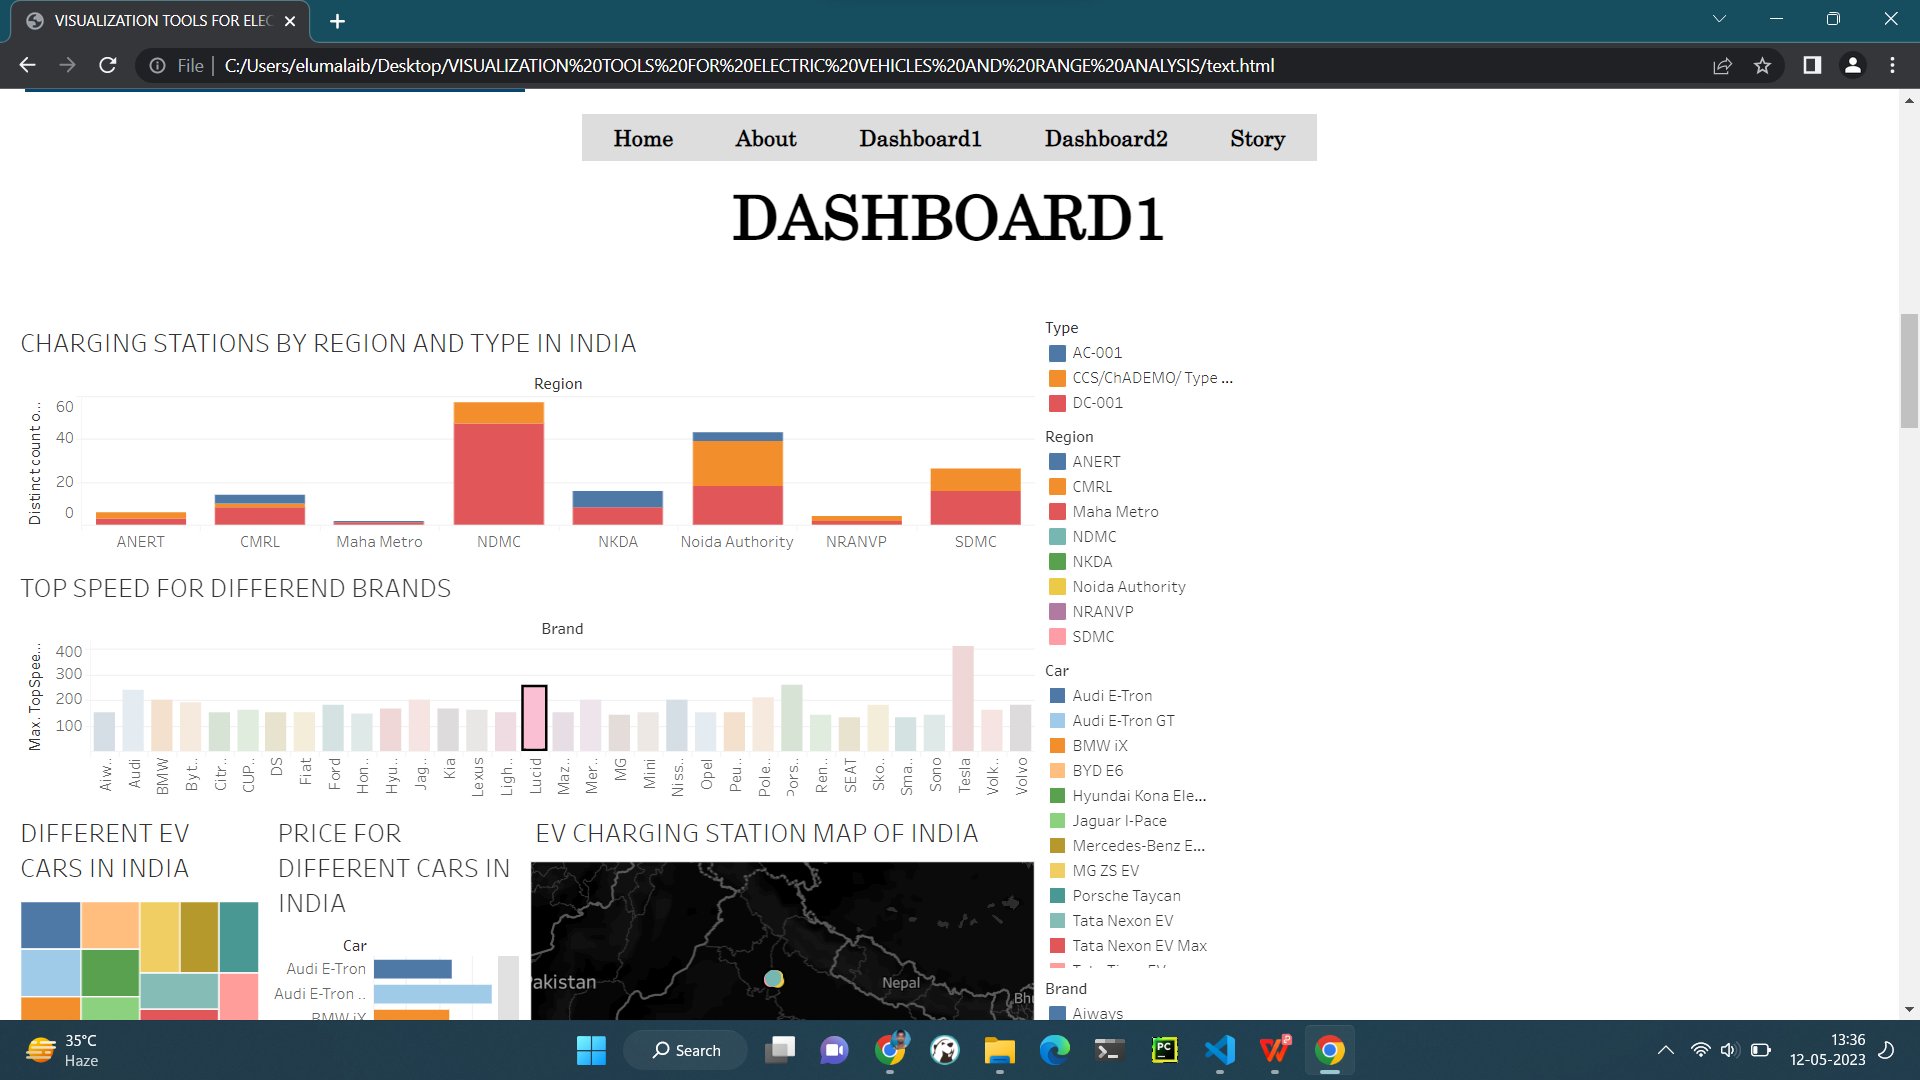 VISUALIZATION TOOLS FOR ELEC
File
C:/Users/elumalaib/Desktop/VISUALIZATION%20TOOLS%20FOR%20ELECTRIC%20VEHICLES%20AND%20RANGE%20ANALYSIS/text.html
Home About Dashboard1 Dashboard2 Story
DASHBOARD1
CHARGING STATIONS BY REGION AND TYPE IN INDIA
Region
Distinct count o...
60
40
20
0
ANERT CMRL Maha Metro NDMC NKDA Noida Authority NRANVP SDMC
TOP SPEED FOR DIFFEREND BRANDS
Brand
Max. TopSpee...
400
300
200
100
Aiw.. Audi BMW Byt.. Citr.. CUP.. DS Fiat Ford Hon.. Hyu.. Jag.. Kia Lexus Ligh.. Lucid Maz.. Mer.. MG Mini Niss.. Opel Peu.. Pole.. Pors.. Ren.. SEAT Sko.. Sma.. Sono Tesla Volk.. Volvo
DIFFERENT EV
CARS IN INDIA
PRICE FOR
DIFFERENT CARS IN
INDIA
Car
Audi E-Tron
Audi E-Tron ..
BMW iX
EV CHARGING STATION MAP OF INDIA
akistan
Nepal
Bhu
Type
AC-001
CCS/ChADEMO/ Type ...
DC-001
Region
ANERT
CMRL
Maha Metro
NDMC
NKDA
Noida Authority
NRANVP
SDMC
Car
Audi E-Tron
Audi E-Tron GT
BMW iX
BYD E6
Hyundai Kona Ele...
Jaguar I-Pace
Mercedes-Benz E...
MG ZS EV
Porsche Taycan
Tata Nexon EV
Tata Nexon EV Max
Brand
Aiways
35°C
Haze
Search
PC
13:36
12-05-2023